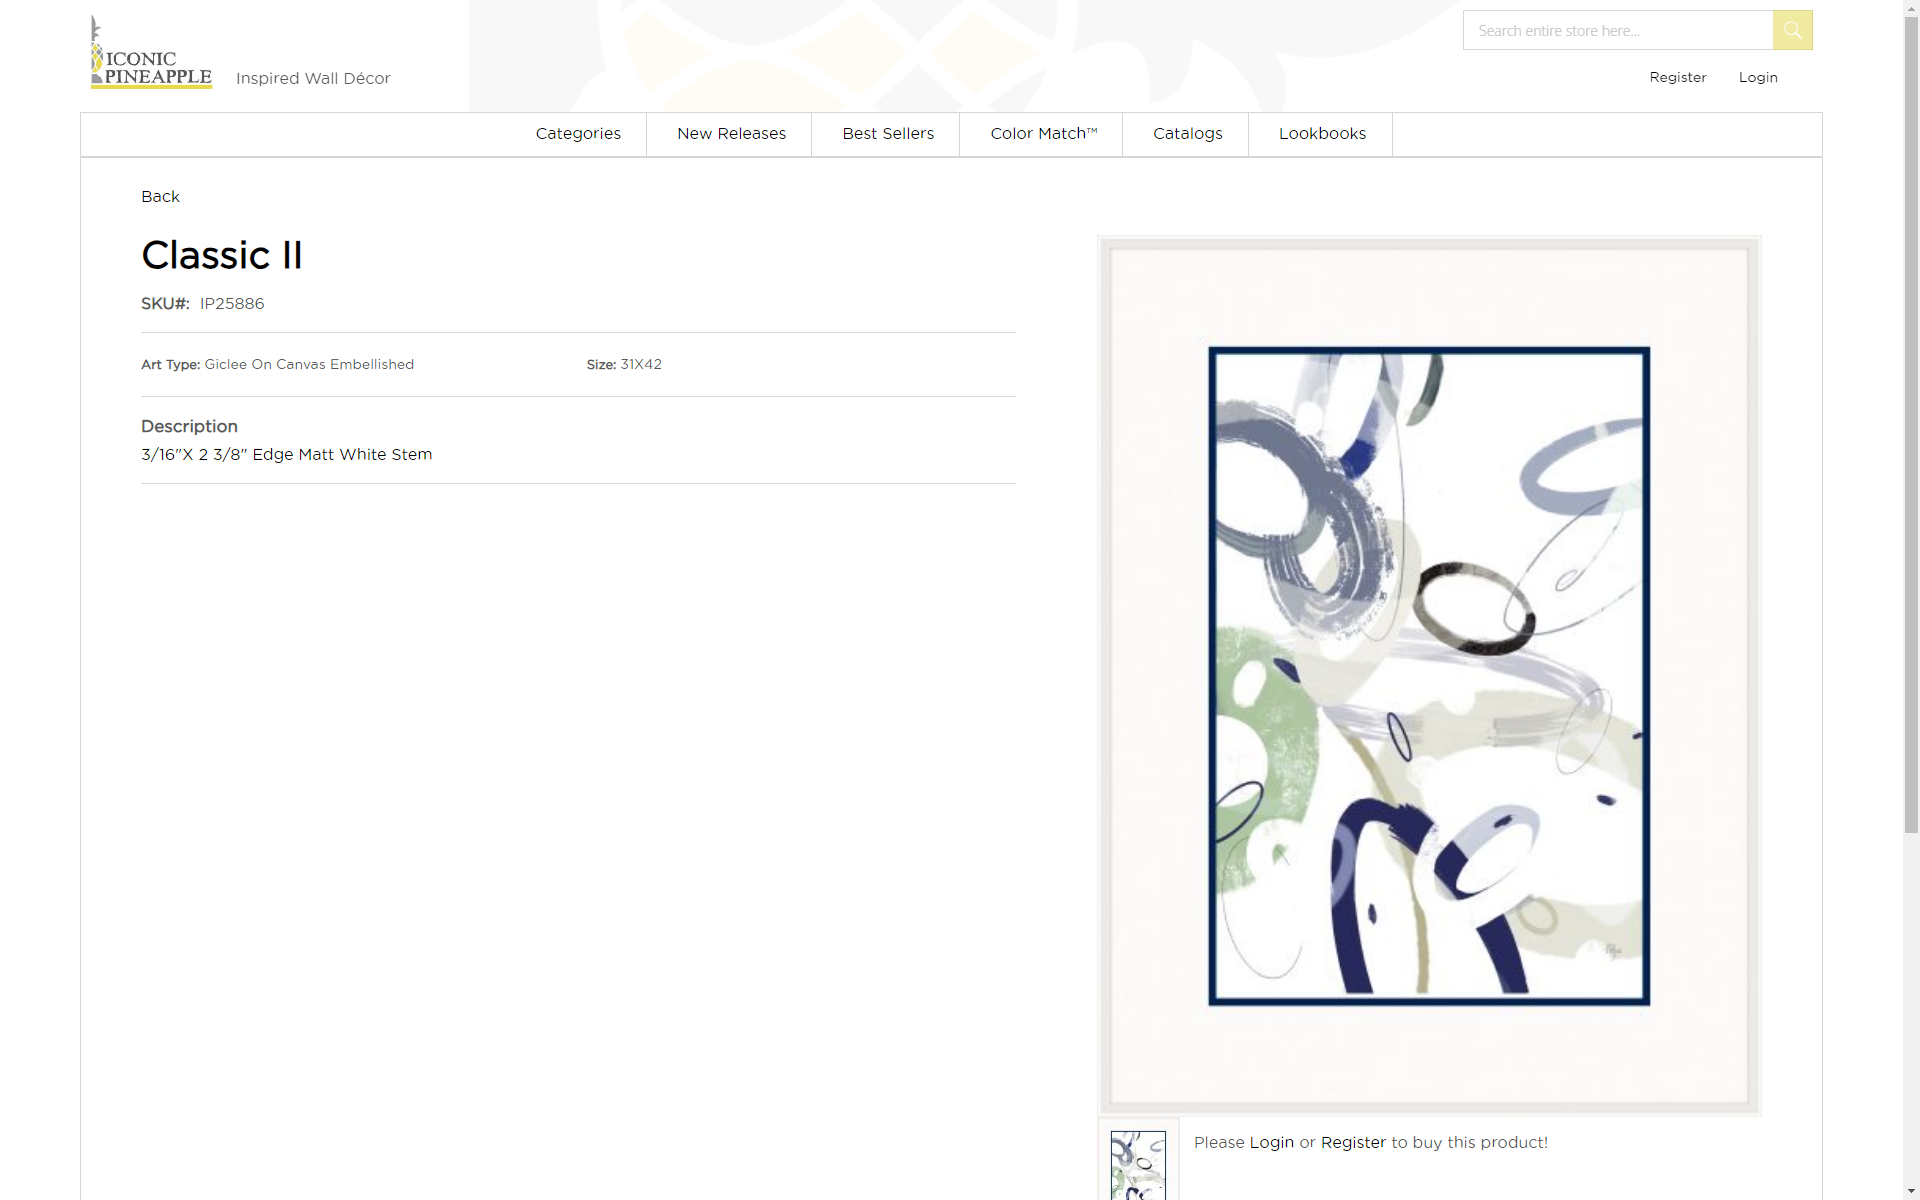 ICONIC
PINEAPPLE
Inspired Wall Décor
Search entire store here...
Register Login
Categories New Releases Best Sellers Color Match™ Catalogs Lookbooks
Back
Classic II
SKU#: IP25886
Art Type: Giclee On Canvas Embellished Size: 31X42
Description
3/16"X 2 3/8" Edge Matt White Stem
Please Login or Register to buy this product!